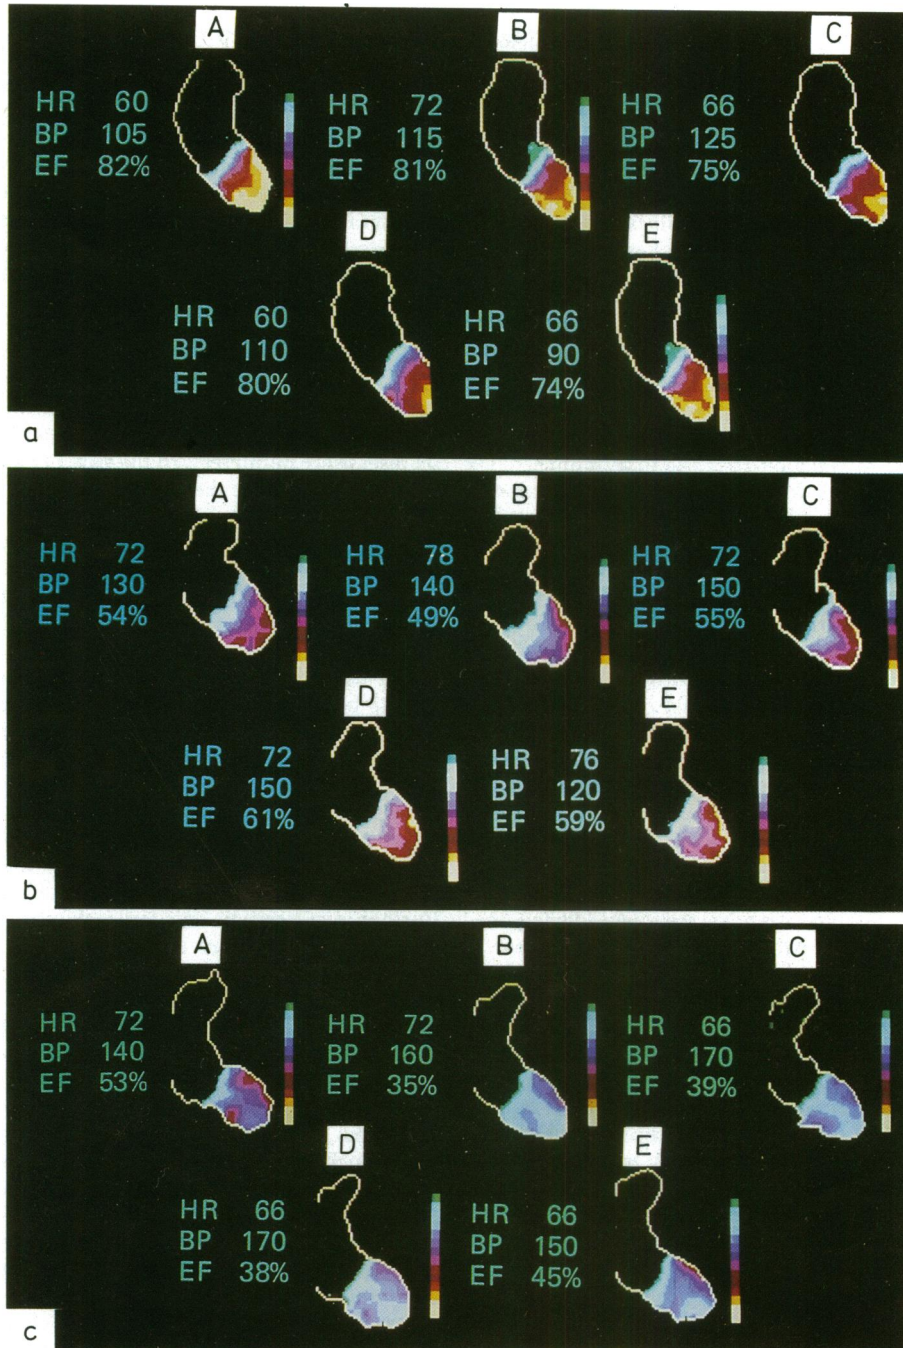 A
HR 60
BP 105
EF 82%
B
HR 72
BP 115
EF 81%
C
HR 66
BP 125
EF 75%
D
HR 60
BP 110
EF 80%
E
HR 66
BP 90
EF 74%
a
A
HR 72
BP 130
EF 54%
B
HR 78
BP 140
EF 49%
C
HR 72
BP 150
EF 55%
D
HR 72
BP 150
EF 61%
E
HR 76
BP 120
EF 59%
b
A
HR 72
BP 140
EF 53%
B
HR 72
BP 160
EF 35%
C
HR 66
BP 170
EF 39%
D
HR 66
BP 170
EF 38%
E
HR 66
BP 150
EF 45%
c